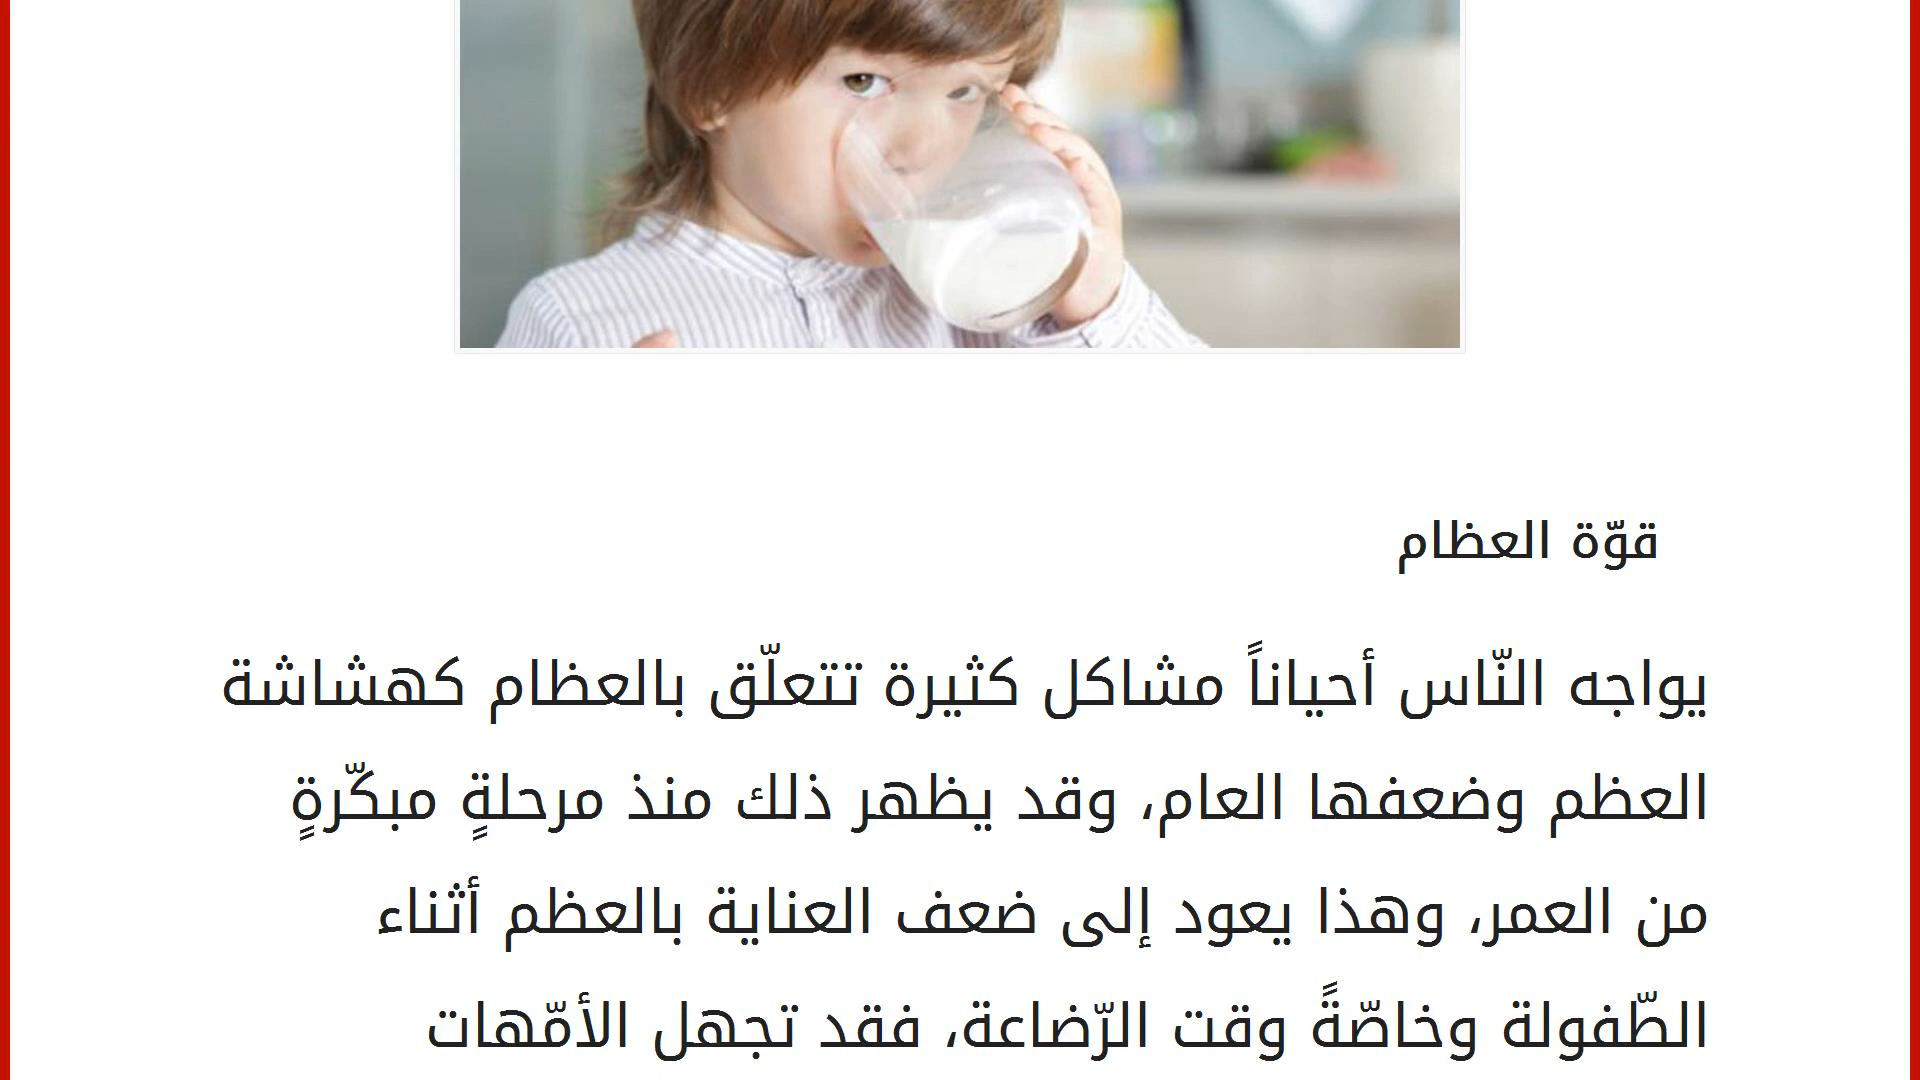 قوّة العظام
يواجه النّاس أحياناً مشاكل كثيرة تتعلّق بالعظام كهشاشة
العظم وضعفها العام، وقد يظهر ذلك منذ مرحلةٍ مبكّرةٍ
من العمر، وهذا يعود إلى ضعف العناية بالعظم أثناء
الطّفولة وخاصّةً وقت الرّضاعة، فقد تجهل الأمّهات